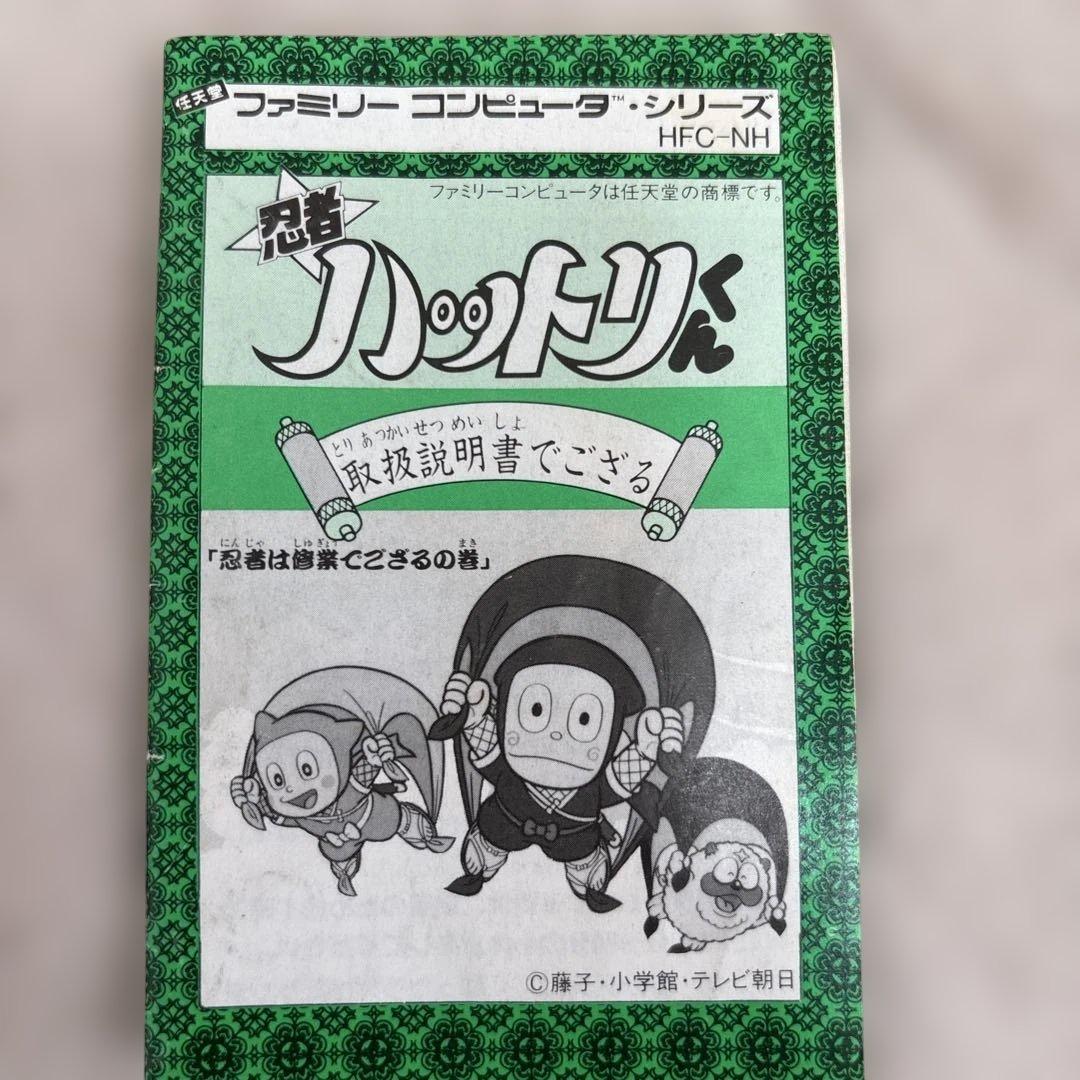 任天堂
ファミリー コンピュータ™・シリーズ
HFC-NH
ファミリーコンピュータは任天堂の商標です。
忍者
ハットリくん
とりあつかいせつめいしょ
取扱説明書でござる
にんじゃ しゅぎょう まき
「忍者は修業でござるの巻」
©藤子・小学館・テレビ朝日